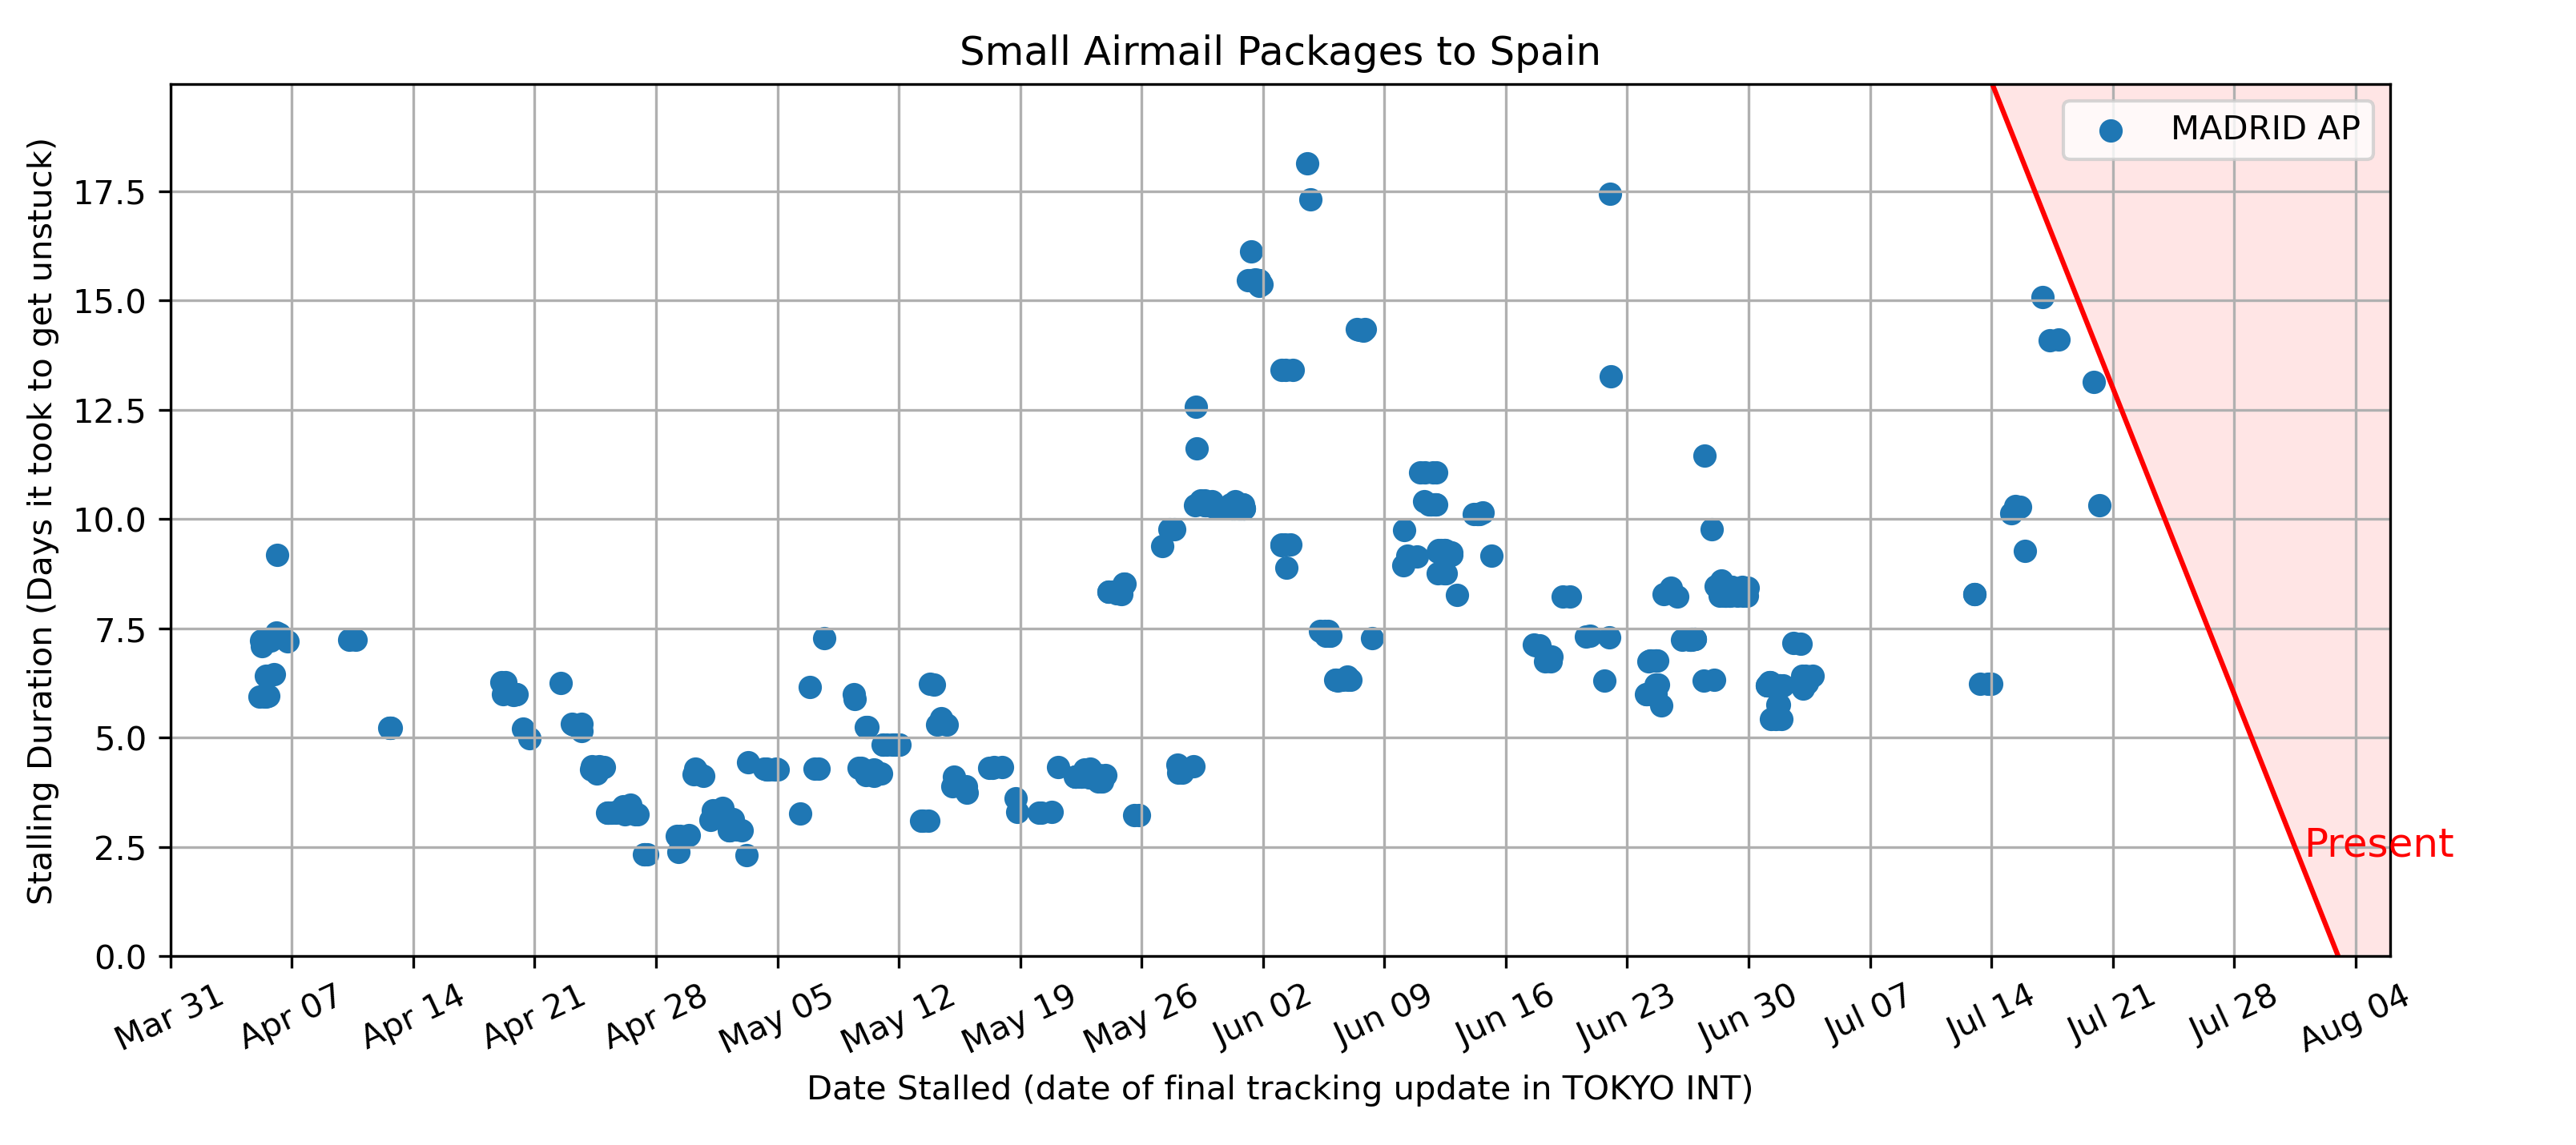 Small Airmail Packages to Spain
MADRID AP
Stalling Duration (Days it took to get unstuck)
17.5
15.0
12.5
10.0
7.5
5.0
2.5
0.0
Present
Mar 31
Apr 07
Apr 14
Apr 21
Apr 28
May 05
May 12
May 19
May 26
Jun 02
Jun 09
Jun 16
Jun 23
Jun 30
Jul 07
Jul 14
Jul 21
Jul 28
Aug 04
Date Stalled (date of final tracking update in TOKYO INT)